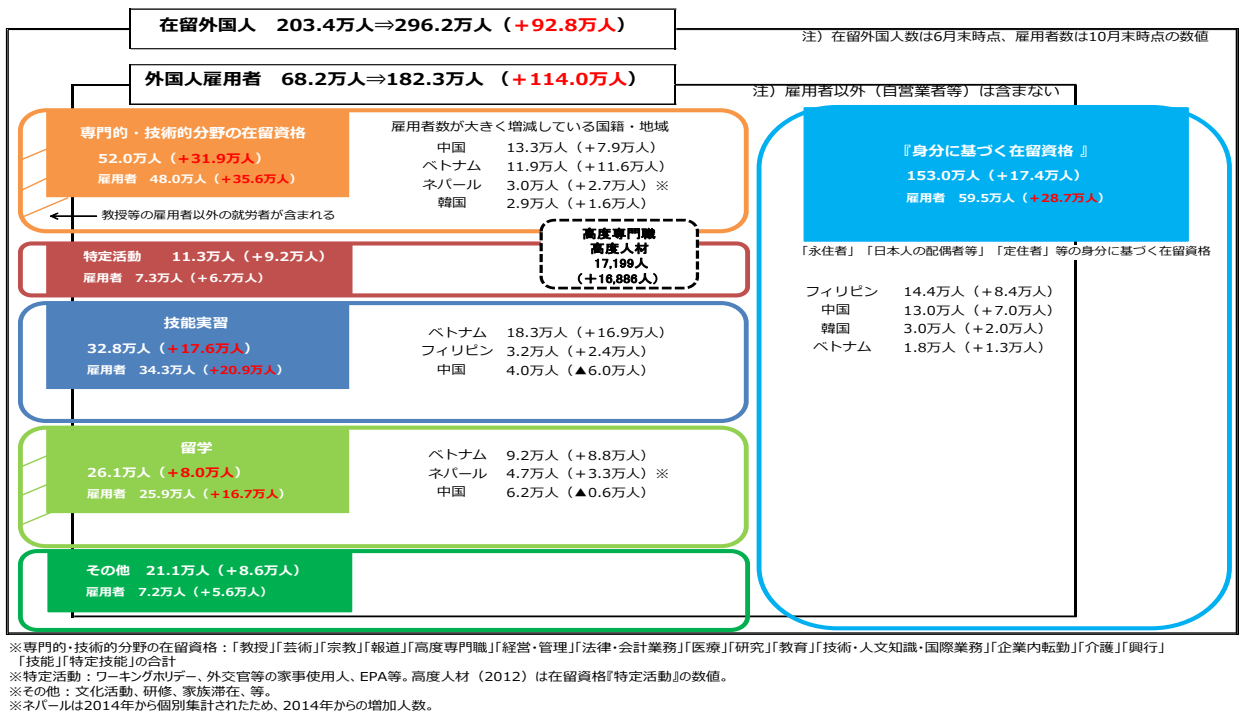 在留外国人　203.4万人⇒296.2万人（+92.8万人）
注）在留外国人数は6月末時点、雇用者数は10月末時点の数値
外国人雇用者　68.2万人⇒182.3万人 （+114.0万人）
注）雇用者以外（自営業者等）は含まない
専門的・技術的分野の在留資格
52.0万人（+31.9万人）
雇用者　48.0万人（+35.6万人）
教授等の雇用者以外の就労者が含まれる
雇用者数が大きく増減している国籍・地域
中国　13.3万人（+7.9万人）
ベトナム　11.9万人（+11.6万人）
ネパール　3.0万人（+2.7万人）※
韓国　2.9万人（+1.6万人）
高度専門職
高度人材
17,199人
（+16,886人）
特定活動　11.3万人（+9.2万人）
雇用者　7.3万人（+6.7万人）
技能実習
32.8万人（+17.6万人）
雇用者　34.3万人（+20.9万人）
ベトナム　18.3万人（+16.9万人）
フィリピン　3.2万人（+2.4万人）
中国　4.0万人（▲6.0万人）
留学
26.1万人（+8.0万人）
雇用者　25.9万人（+16.7万人）
ベトナム　9.2万人（+8.8万人）
ネパール　4.7万人（+3.3万人）※
中国　6.2万人（▲0.6万人）
その他　21.1万人（+8.6万人）
雇用者　7.2万人（+5.6万人）
『身分に基づく在留資格 』
153.0万人（+17.4万人）
雇用者　59.5万人（+28.7万人）
「永住者」「日本人の配偶者等」「定住者」等の身分に基づく在留資格
フィリピン　14.4万人（+8.4万人）
中国　13.0万人（+7.0万人）
韓国　3.0万人（+2.0万人）
ベトナム　1.8万人（+1.3万人）
※専門的・技術的分野の在留資格：「教授」「芸術」「宗教」「報道」「高度専門職」「経営・管理」「法律・会計業務」「医療」「研究」「教育」「技術・人文知識・国際業務」「企業内転勤」「介護」「興行」
「技能」「特定技能」の合計
※特定活動：ワーキングホリデー、外交官等の家事使用人、EPA等。高度人材（2012）は在留資格『特定活動』の数値。
※その他：文化活動、研修、家族滞在、等。
※ネパールは2014年から個別集計されたため、2014年からの増加人数。